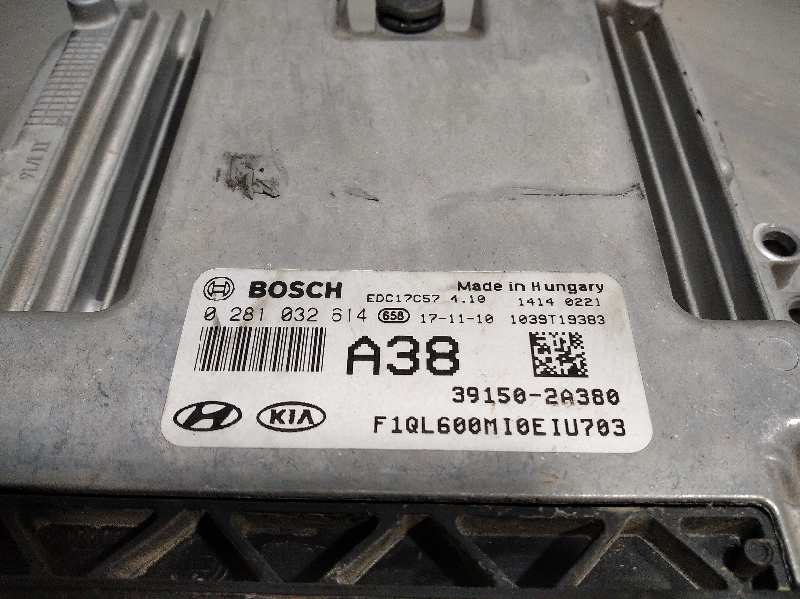 BOSCH EDC17C57 4.10 Made in Hungary 1414 0221
0 281 032 614 658 17-11-10 1039T19383
A38
39150-2A380
KIA F1QL600MI0EIU703